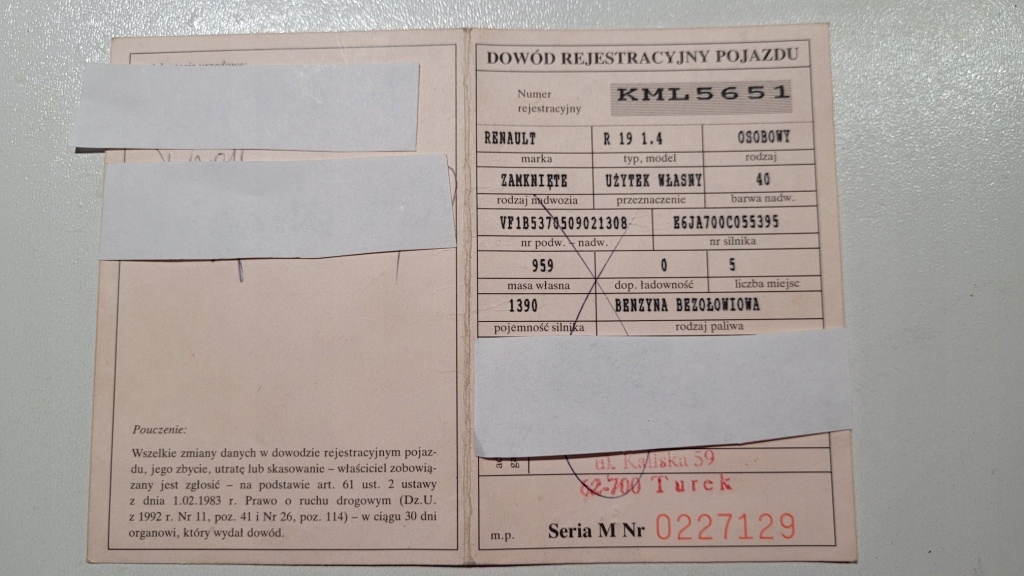 Pouczenie:
Wszelkie zmiany danych w dowodzie rejestracyjnym pojaz-
du, jego zbycie, utratę lub skasowanie – właściciel zobowią-
zany jest zgłosić – na podstawie art. 61 ust. 2 ustawy
z dnia 1.02.1983 r. Prawo o ruchu drogowym (Dz.U.
z 1992 r. Nr 11, poz. 41 i Nr 26, poz. 114) – w ciągu 30 dni
organowi, który wydał dowód.
DOWÓD REJESTRACYJNY POJAZDU
Numer
rejestracyjny
KML5651
RENAULT R 19 1.4 OSOBOWY
marka typ, model rodzaj
ZAMKNIĘTE UŻYTEK WŁASNY 40
rodzaj nadwozia przeznaczenie barwa nadw.
VF1B5370509021308 E6JA700C055395
nr podw. – nadw. nr silnika
959 0 5
masa własna dop. ładowność liczba miejsc
1390 BENZYNA BEZOŁOWIOWA
pojemność silnika rodzaj paliwa
ul. Kaliska 59
62-700 Turek
m.p. Seria M Nr 0227129